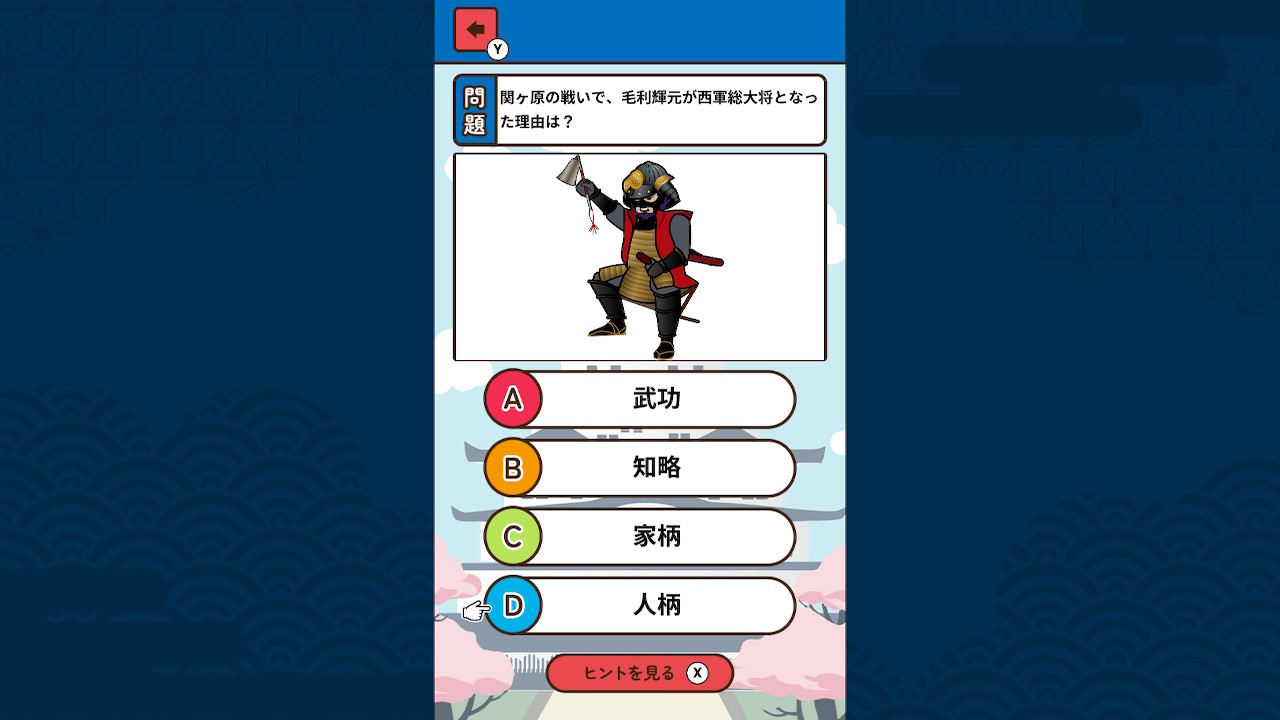 Y
問題
関ヶ原の戦いで、毛利輝元が西軍総大将となっ
た理由は？
A 武功
B 知略
C 家柄
D 人柄
ヒントを見る X